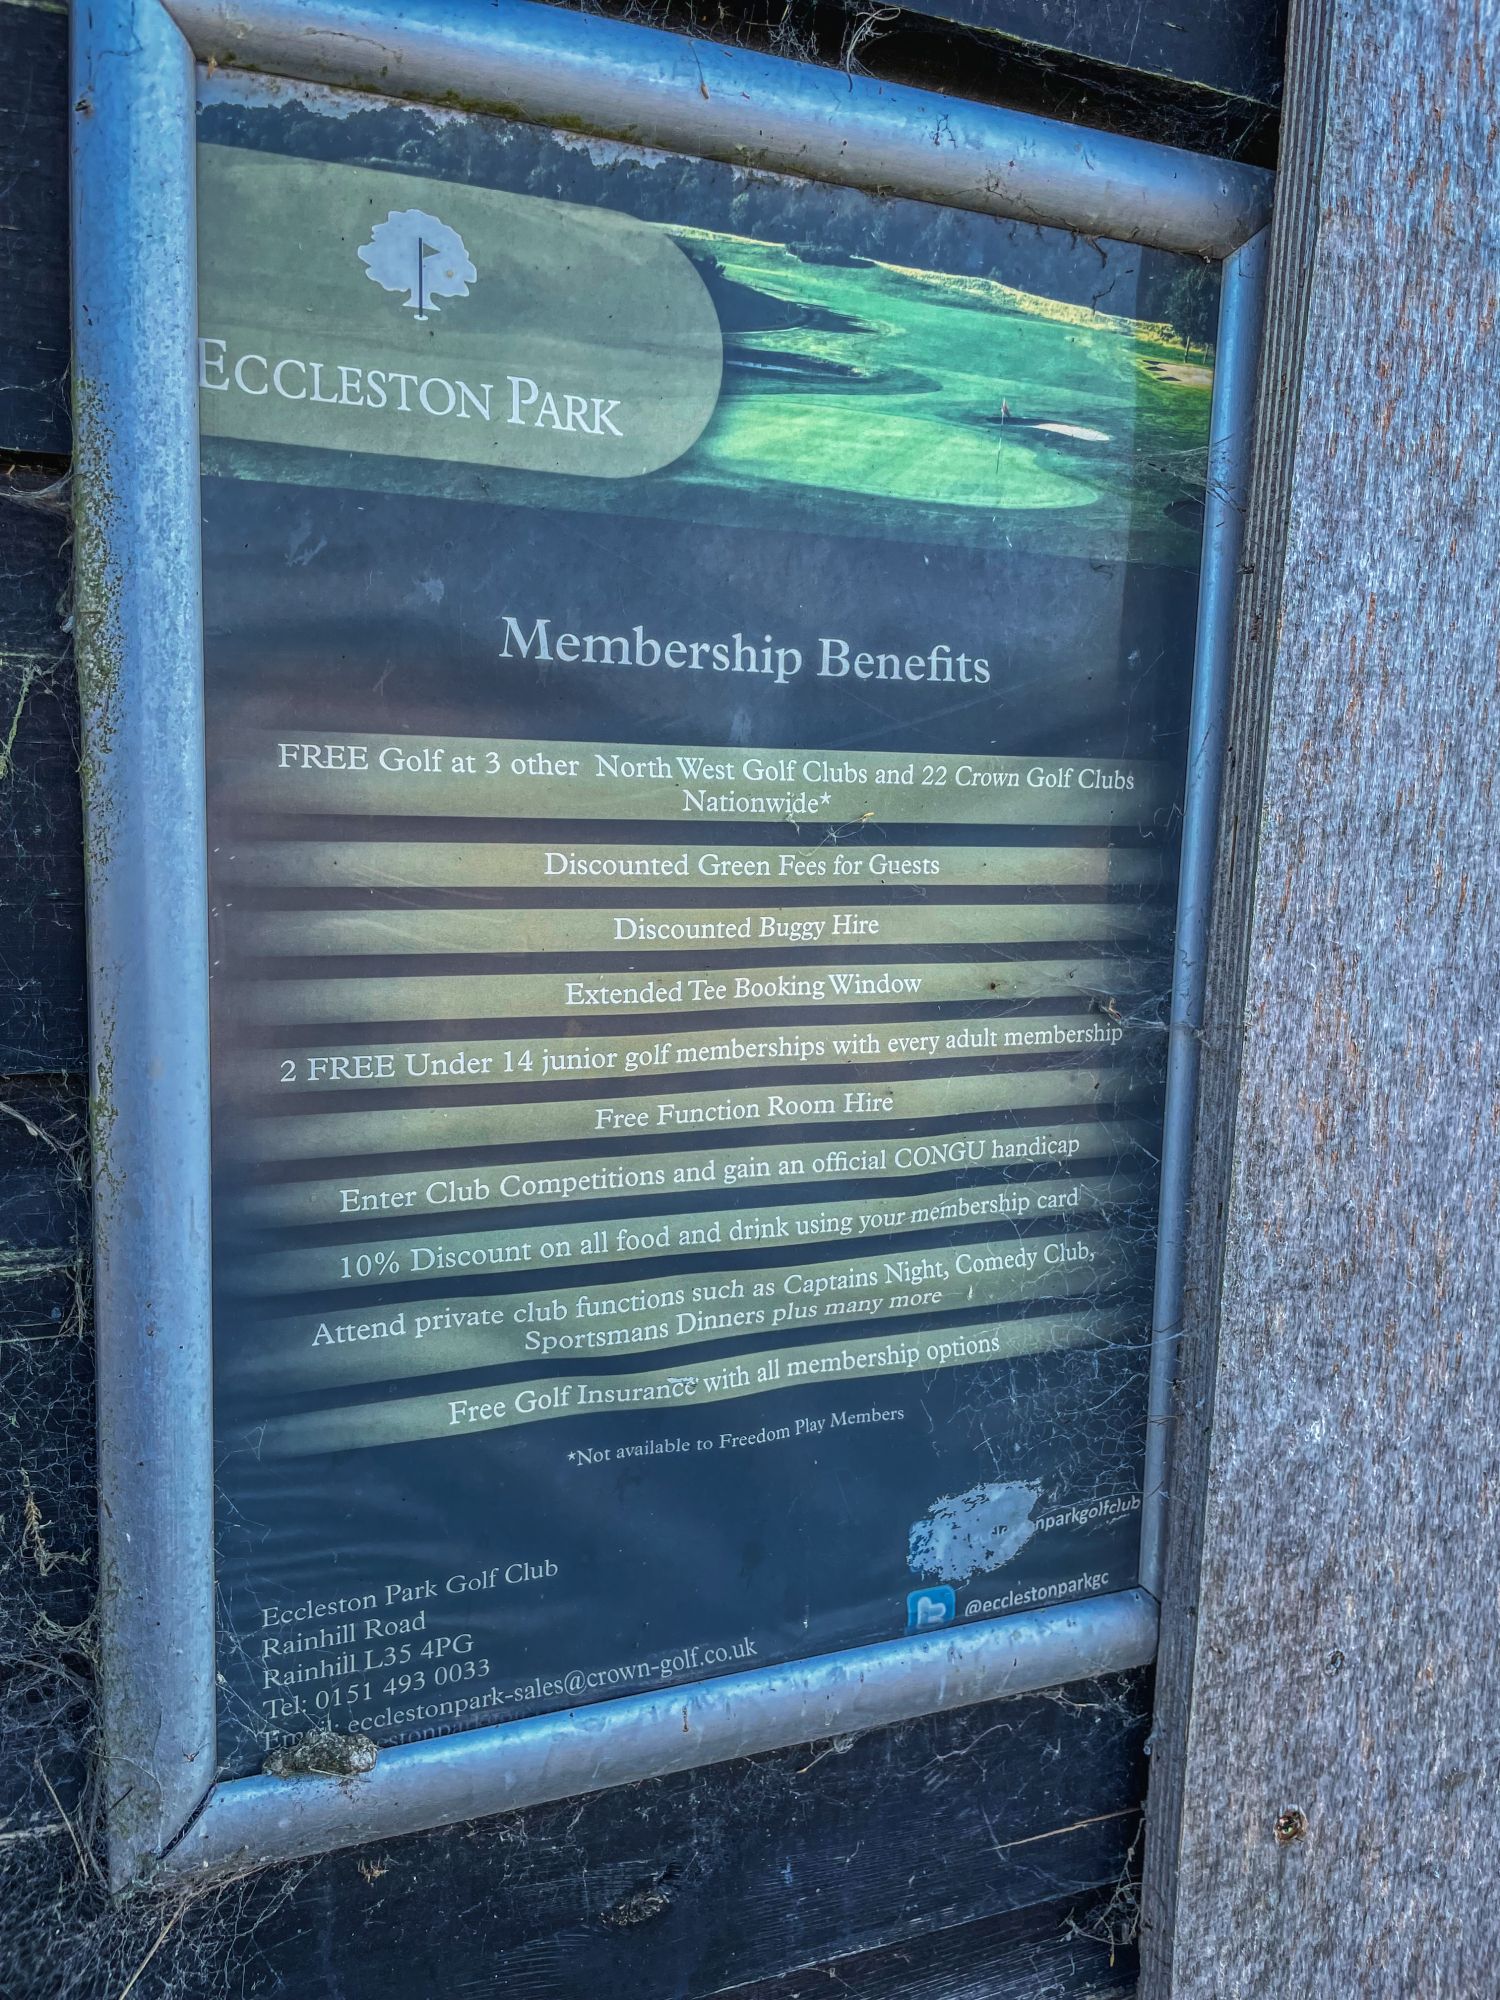 ECCLESTON PARK
Membership Benefits
FREE Golf at 3 other North West Golf Clubs and 22 Crown Golf Clubs
Nationwide*
Discounted Green Fees for Guests
Discounted Buggy Hire
Extended Tee Booking Window
2 FREE Under 14 junior golf memberships with every adult membership
Free Function Room Hire
Enter Club Competitions and gain an official CONGU handicap
10% Discount on all food and drink using your membership card
Attend private club functions such as Captains Night, Comedy Club,
Sportsmans Dinners plus many more
Free Golf Insurance with all membership options
*Not available to Freedom Play Members
nparkgolfclub
@ecclestonparkgc
Eccleston Park Golf Club
Rainhill Road
Rainhill L35 4PG
Tel: 0151 493 0033
Email: ecclestonpark-sales@crown-golf.co.uk